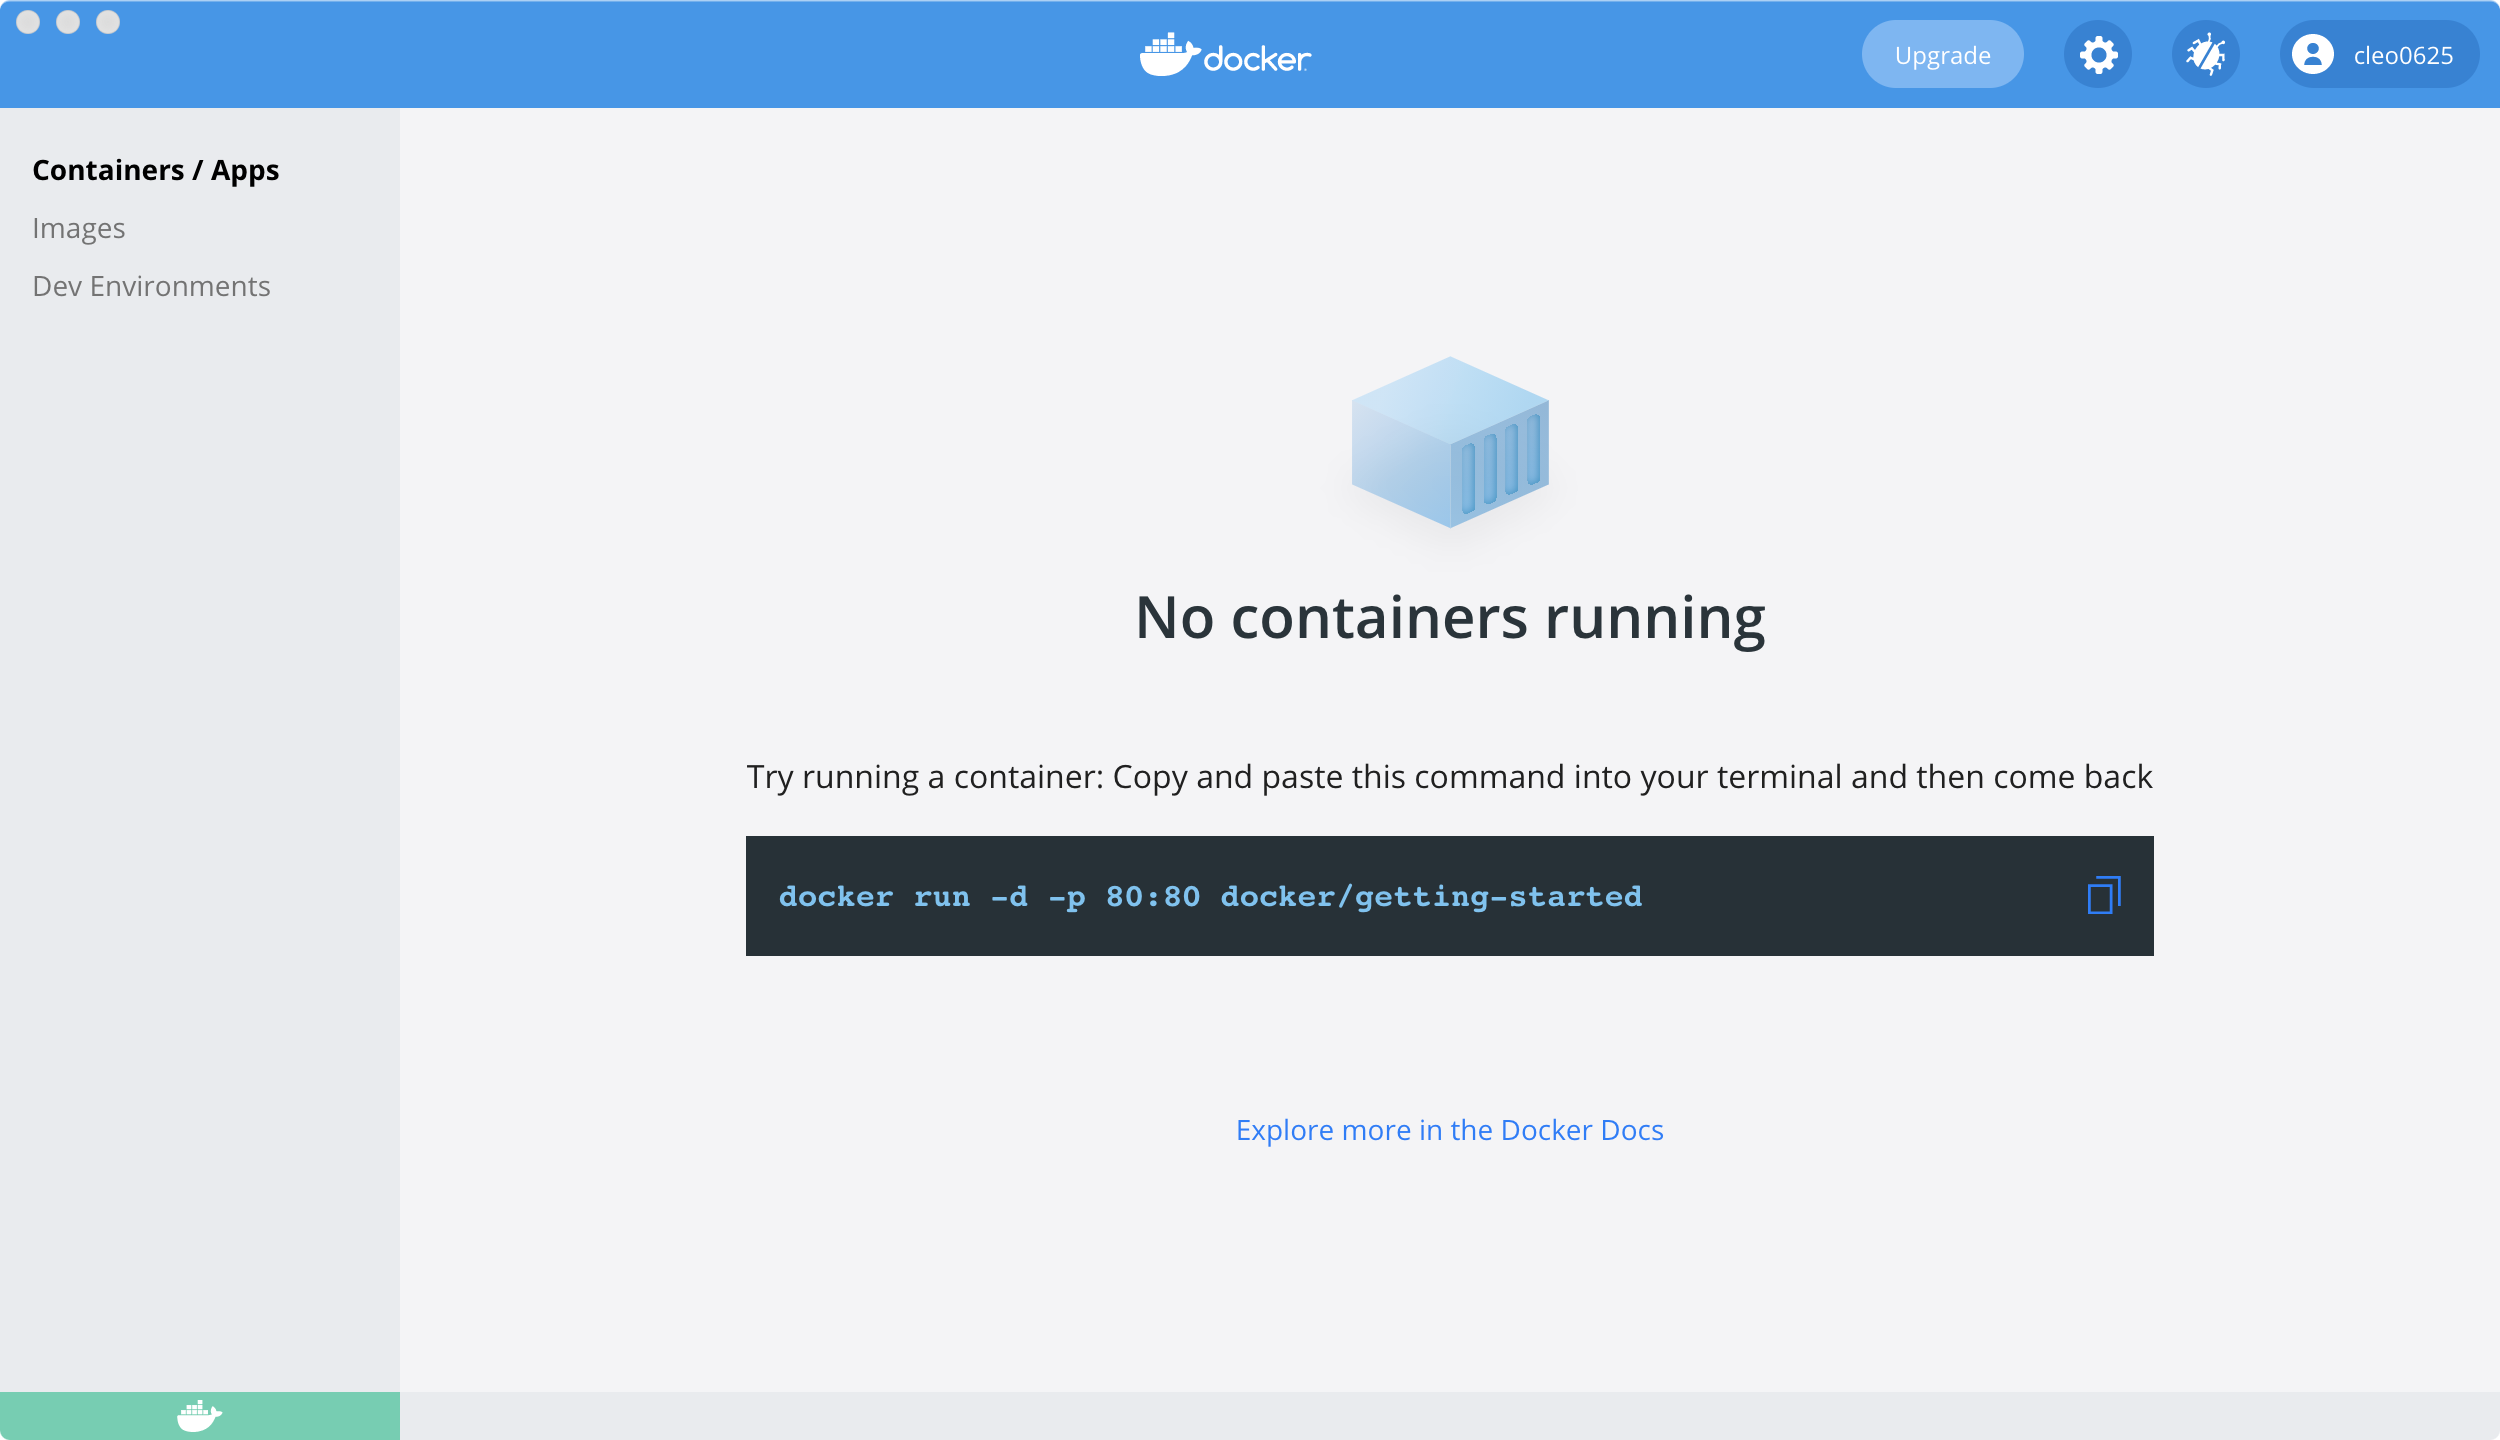 docker
Upgrade
cleo0625
Containers / Apps
Images
Dev Environments
No containers running
Try running a container: Copy and paste this command into your terminal and then come back
docker run -d -p 80:80 docker/getting-started
Explore more in the Docker Docs